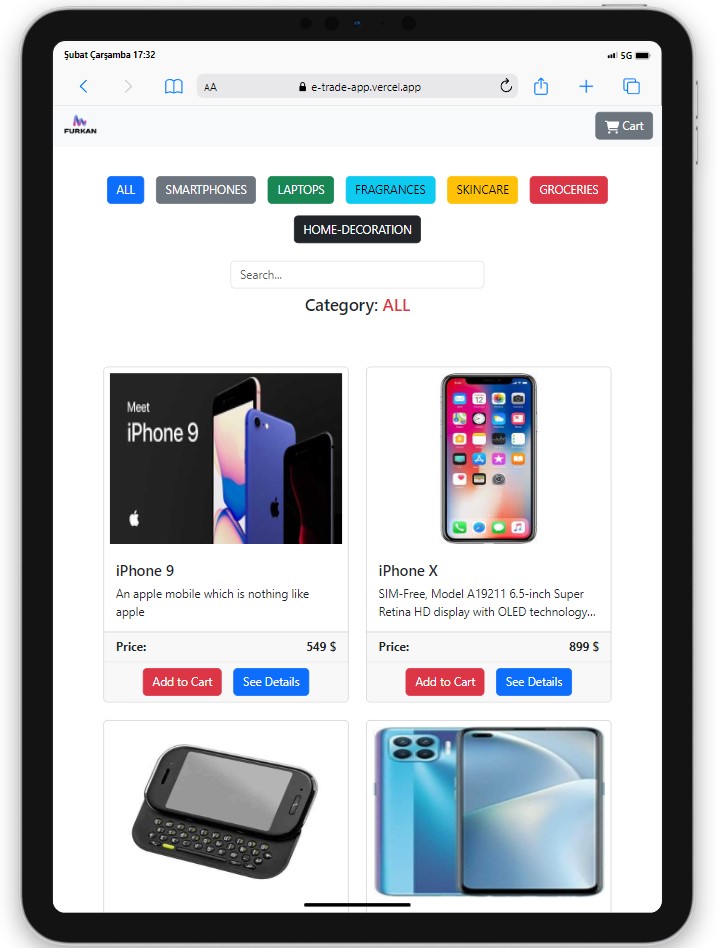 Şubat Çarşamba 17:32
5G
AA
e-trade-app.vercel.app
FURKAN
Cart
ALL
SMARTPHONES
LAPTOPS
FRAGRANCES
SKINCARE
GROCERIES
HOME-DECORATION
Search...
Category: ALL
Meet
iPhone 9
12
iPhone 9
An apple mobile which is nothing like
apple
Price: 549 $
Add to Cart
See Details
iPhone X
SIM-Free, Model A19211 6.5-inch Super
Retina HD display with OLED technology...
Price: 899 $
Add to Cart
See Details